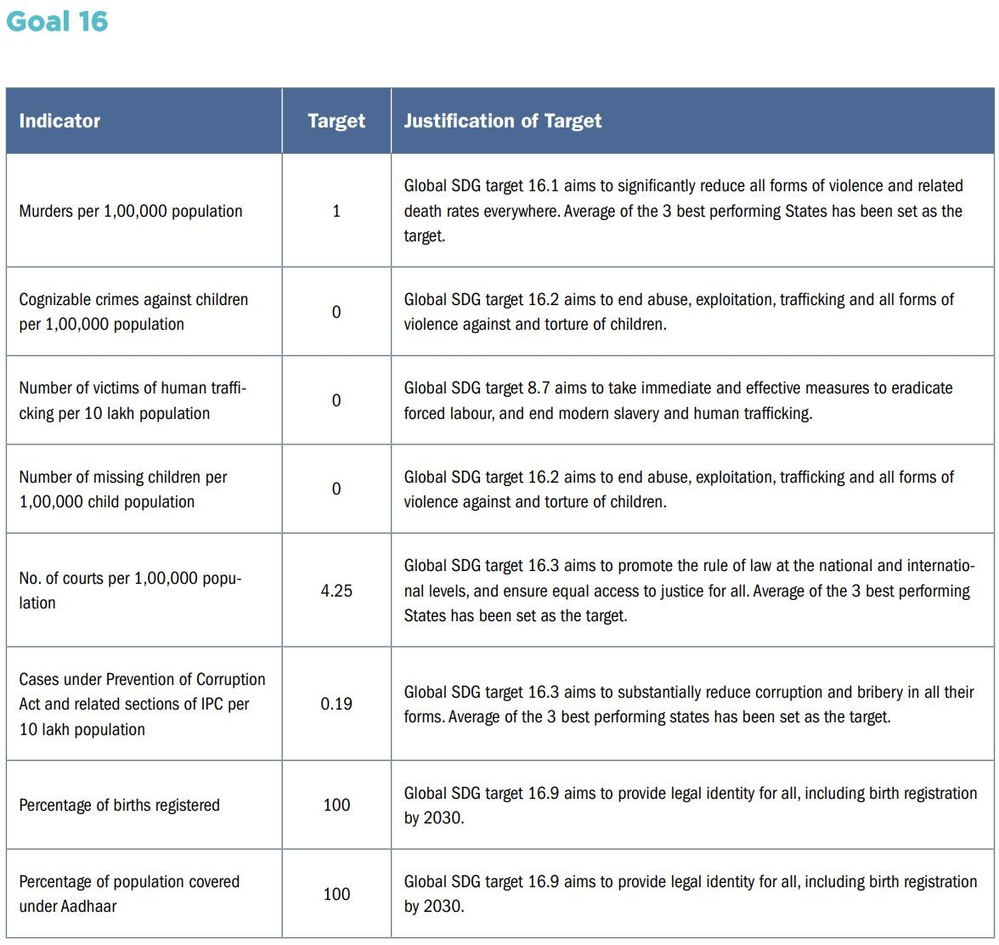 Goal 16
Indicator
Target
Justification of Target
Murders per 1,00,000 population
1
Global SDG target 16.1 aims to significantly reduce all forms of violence and related
death rates everywhere. Average of the 3 best performing States has been set as the
target.
Cognizable crimes against children
per 1,00,000 population
0
Global SDG target 16.2 aims to end abuse, exploitation, trafficking and all forms of
violence against and torture of children.
Number of victims of human traffi-
cking per 10 lakh population
0
Global SDG target 8.7 aims to take immediate and effective measures to eradicate
forced labour, and end modern slavery and human trafficking.
Number of missing children per
1,00,000 child population
0
Global SDG target 16.2 aims to end abuse, exploitation, trafficking and all forms of
violence against and torture of children.
No. of courts per 1,00,000 popu-
lation
4.25
Global SDG target 16.3 aims to promote the rule of law at the national and internatio-
nal levels, and ensure equal access to justice for all. Average of the 3 best performing
States has been set as the target.
Cases under Prevention of Corruption
Act and related sections of IPC per
10 lakh population
0.19
Global SDG target 16.3 aims to substantially reduce corruption and bribery in all their
forms. Average of the 3 best performing states has been set as the target.
Percentage of births registered
100
Global SDG target 16.9 aims to provide legal identity for all, including birth registration
by 2030.
Percentage of population covered
under Aadhaar
100
Global SDG target 16.9 aims to provide legal identity for all, including birth registration
by 2030.